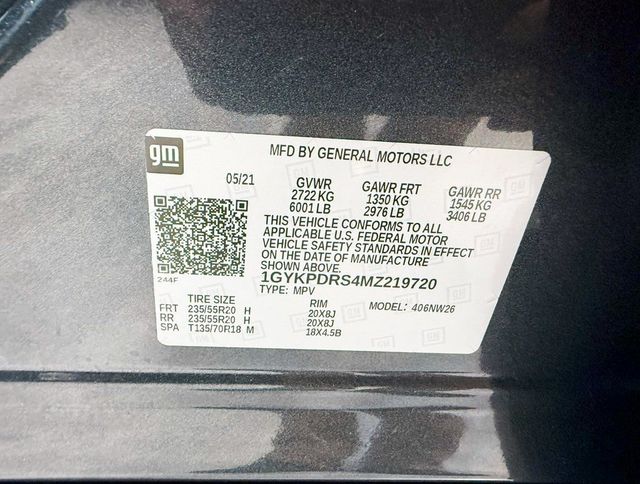 gm
MFD BY GENERAL MOTORS LLC
05/21 GVWR GAWR FRT GAWR RR
2722 KG 1350 KG 1545 KG
6001 LB 2976 LB 3406 LB
THIS VEHICLE CONFORMS TO ALL
APPLICABLE U.S. FEDERAL MOTOR
VEHICLE SAFETY STANDARDS IN EFFECT
ON THE DATE OF MANUFACTURE
SHOWN ABOVE.
244F
1GYKPDRS4MZ219720
TYPE: MPV
TIRE SIZE RIM MODEL: 406NW26
FRT 235/55R20 H 20X8J
RR 235/55R20 H 20X8J
SPA T135/70R18 M 18X4.5B